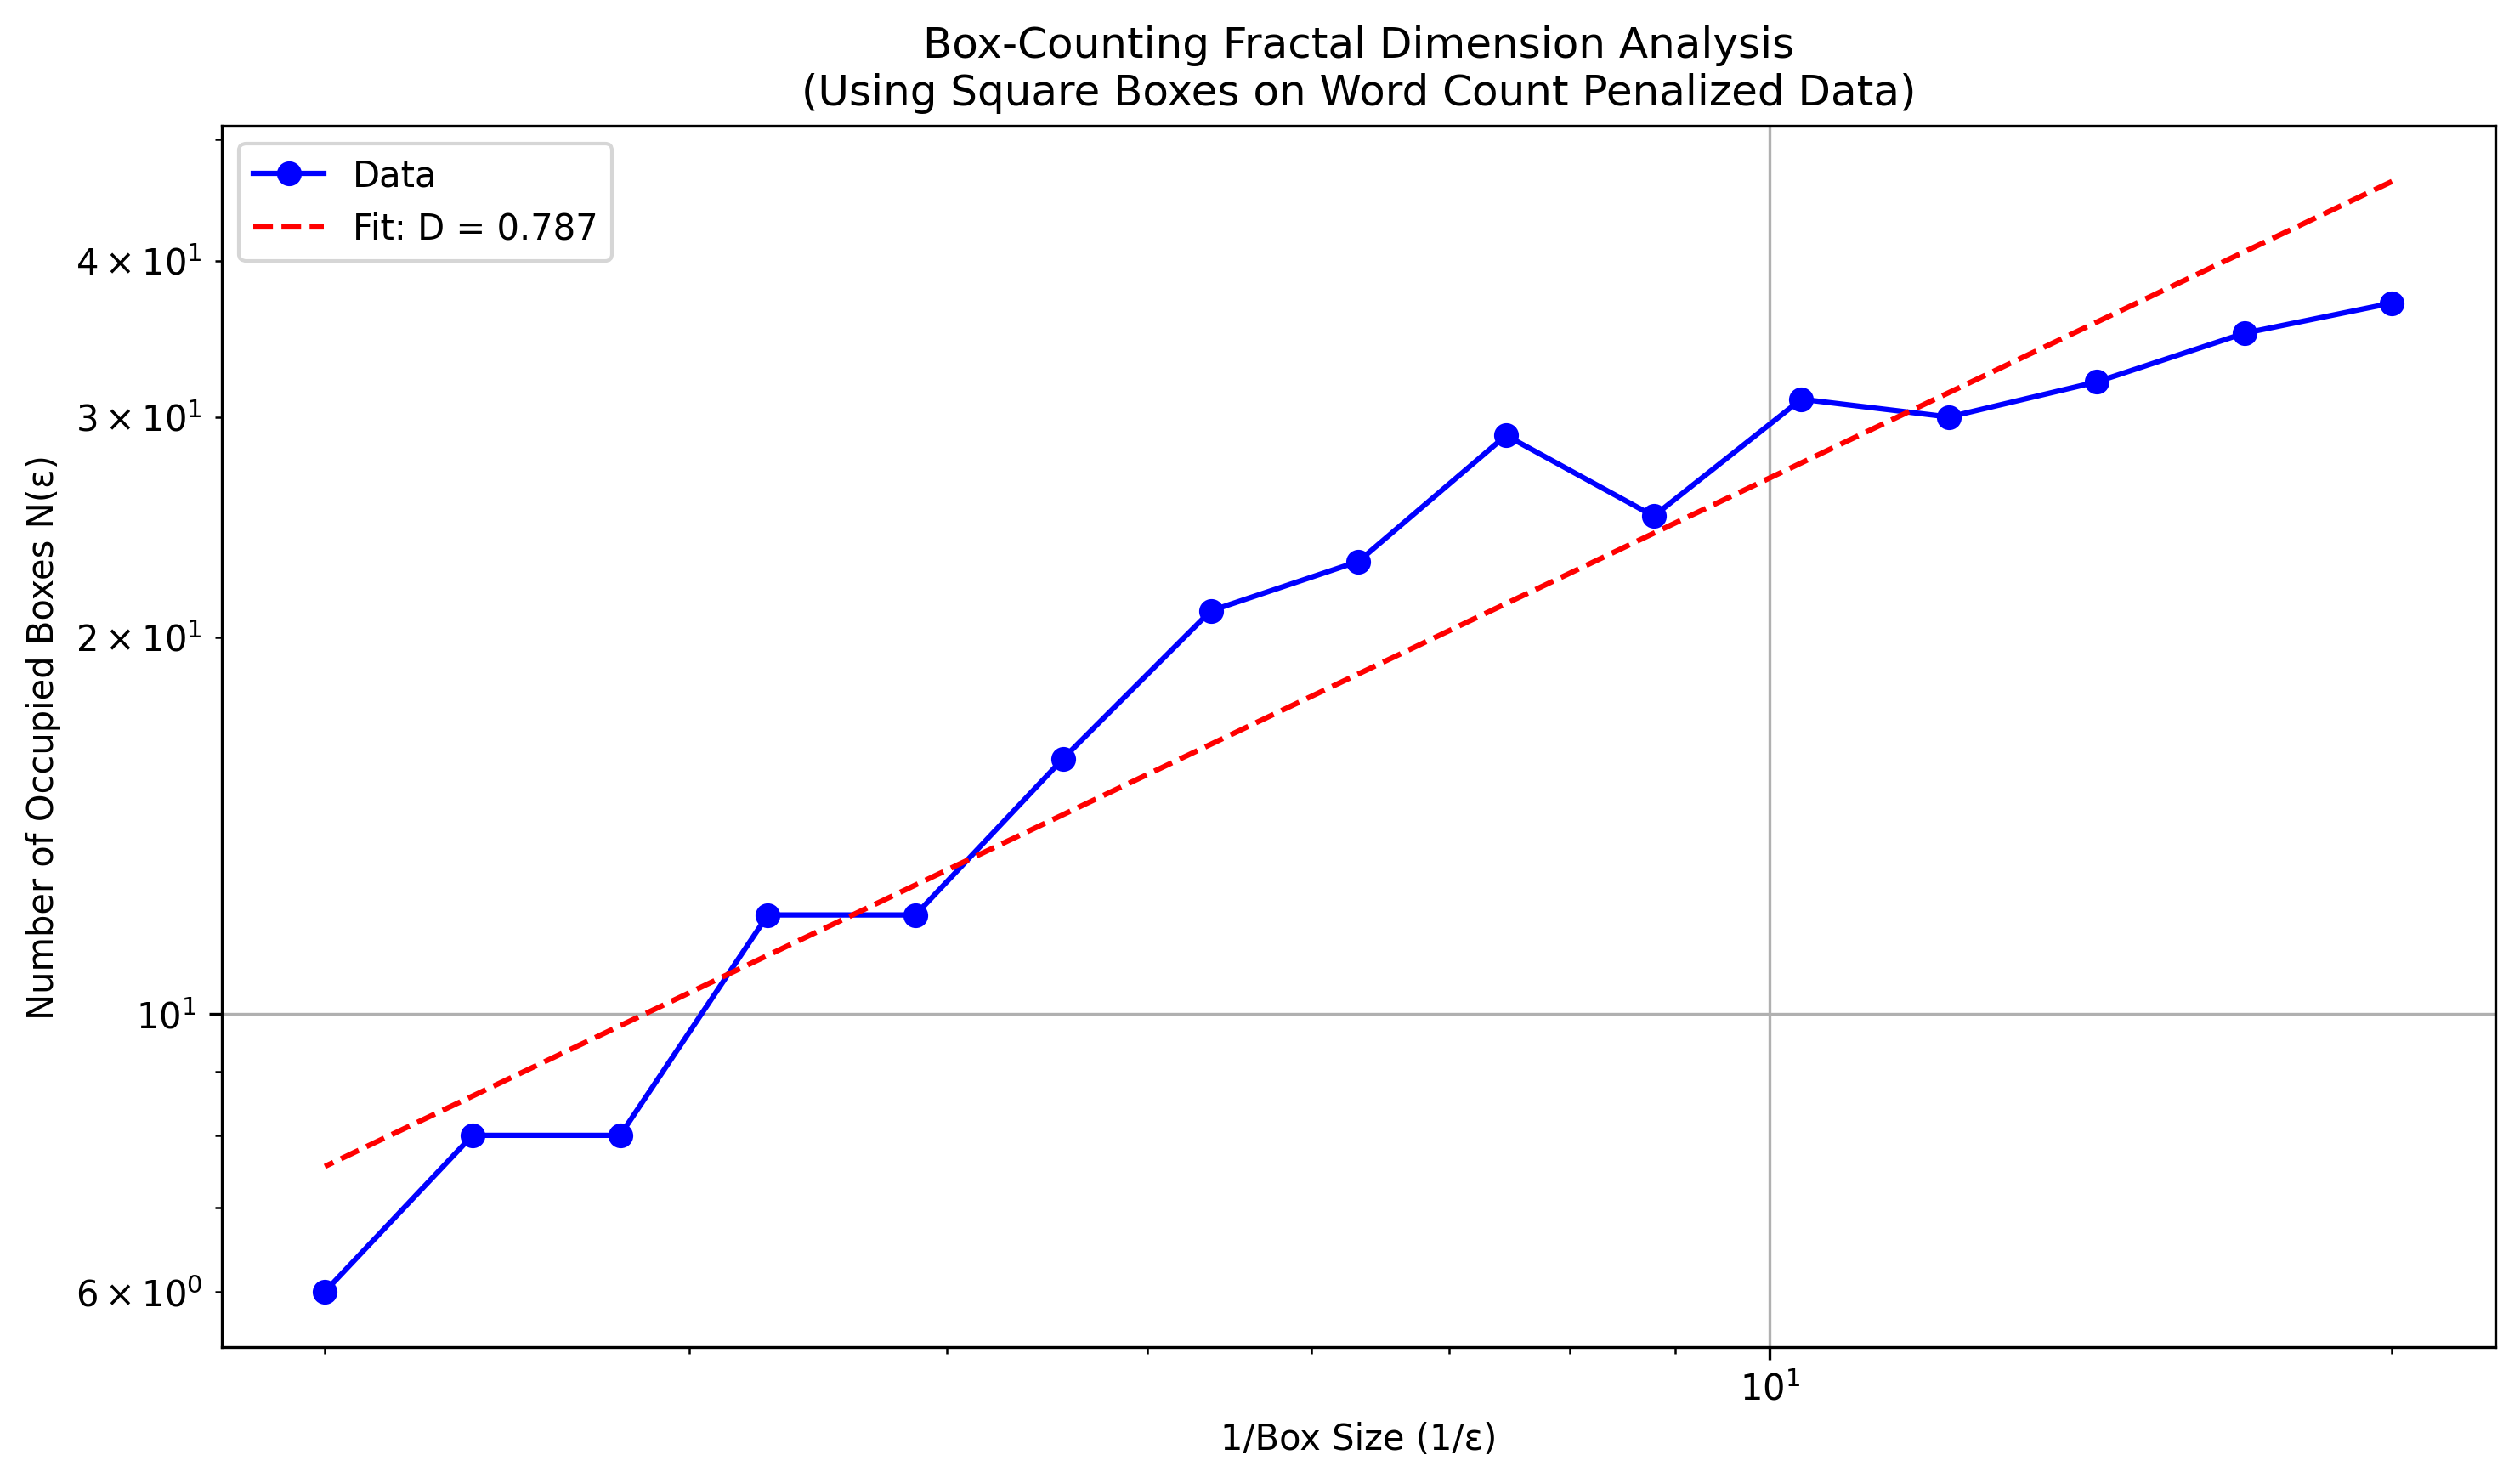 Box-Counting Fractal Dimension Analysis
(Using Square Boxes on Word Count Penalized Data)
Data
Fit: D = 0.787
4 × 10¹
3 × 10¹
2 × 10¹
10¹
6 × 10⁰
Number of Occupied Boxes N(ε)
10¹
1/Box Size (1/ε)